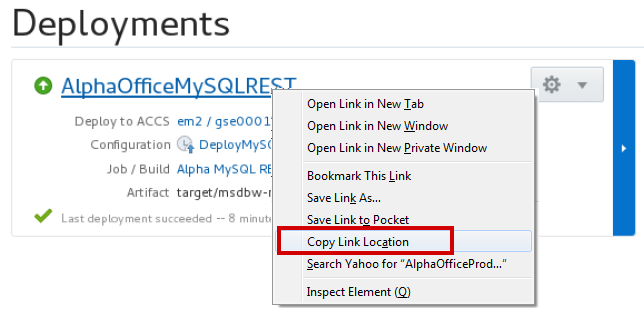 Deployments
AlphaOfficeMySQLREST
Deploy to ACCS em2 / gse0001
Configuration DeployMySQ
Job / Build Alpha MySQL RE
Artifact target/msdbw-
Last deployment succeeded -- 8 minute
Open Link in New Tab
Open Link in New Window
Open Link in New Private Window
Bookmark This Link
Save Link As...
Save Link to Pocket
Copy Link Location
Search Yahoo for “AlphaOfficeProd...”
Inspect Element (Q)